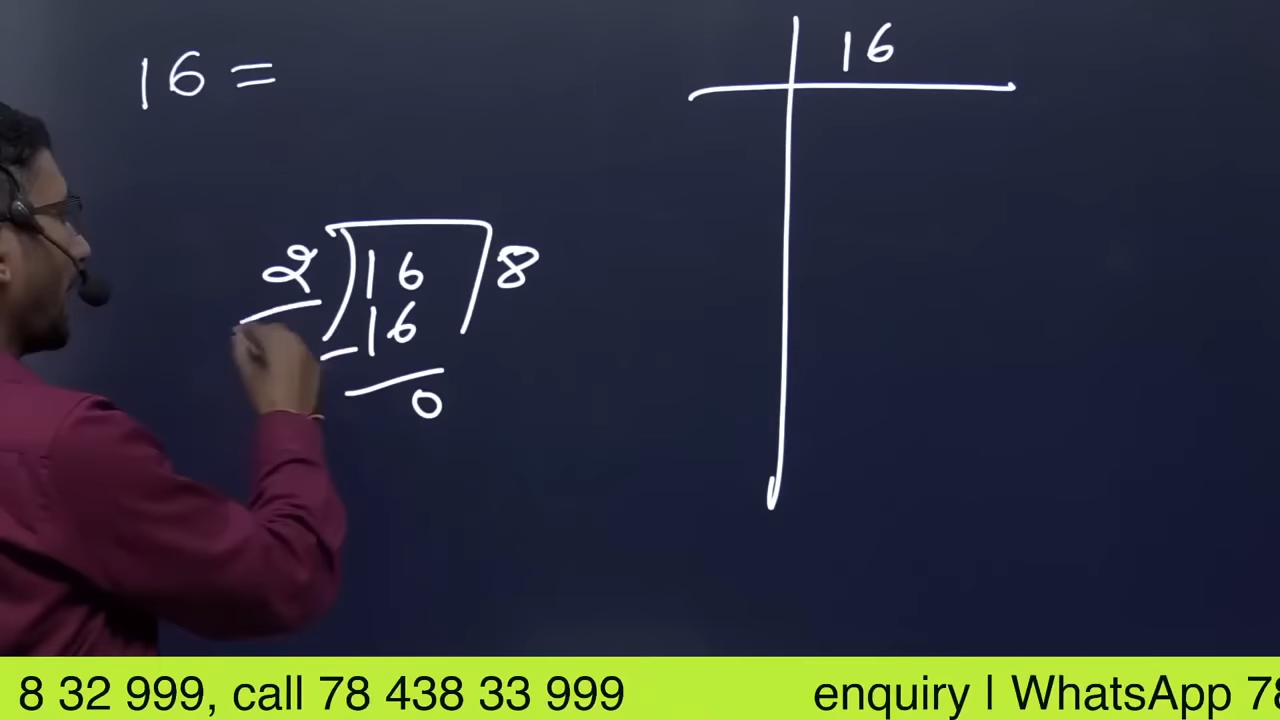 16 =
16
2 ) 16 ( 8
- 16
0
8 32 999, call 78 438 33 999 enquiry | WhatsApp 78